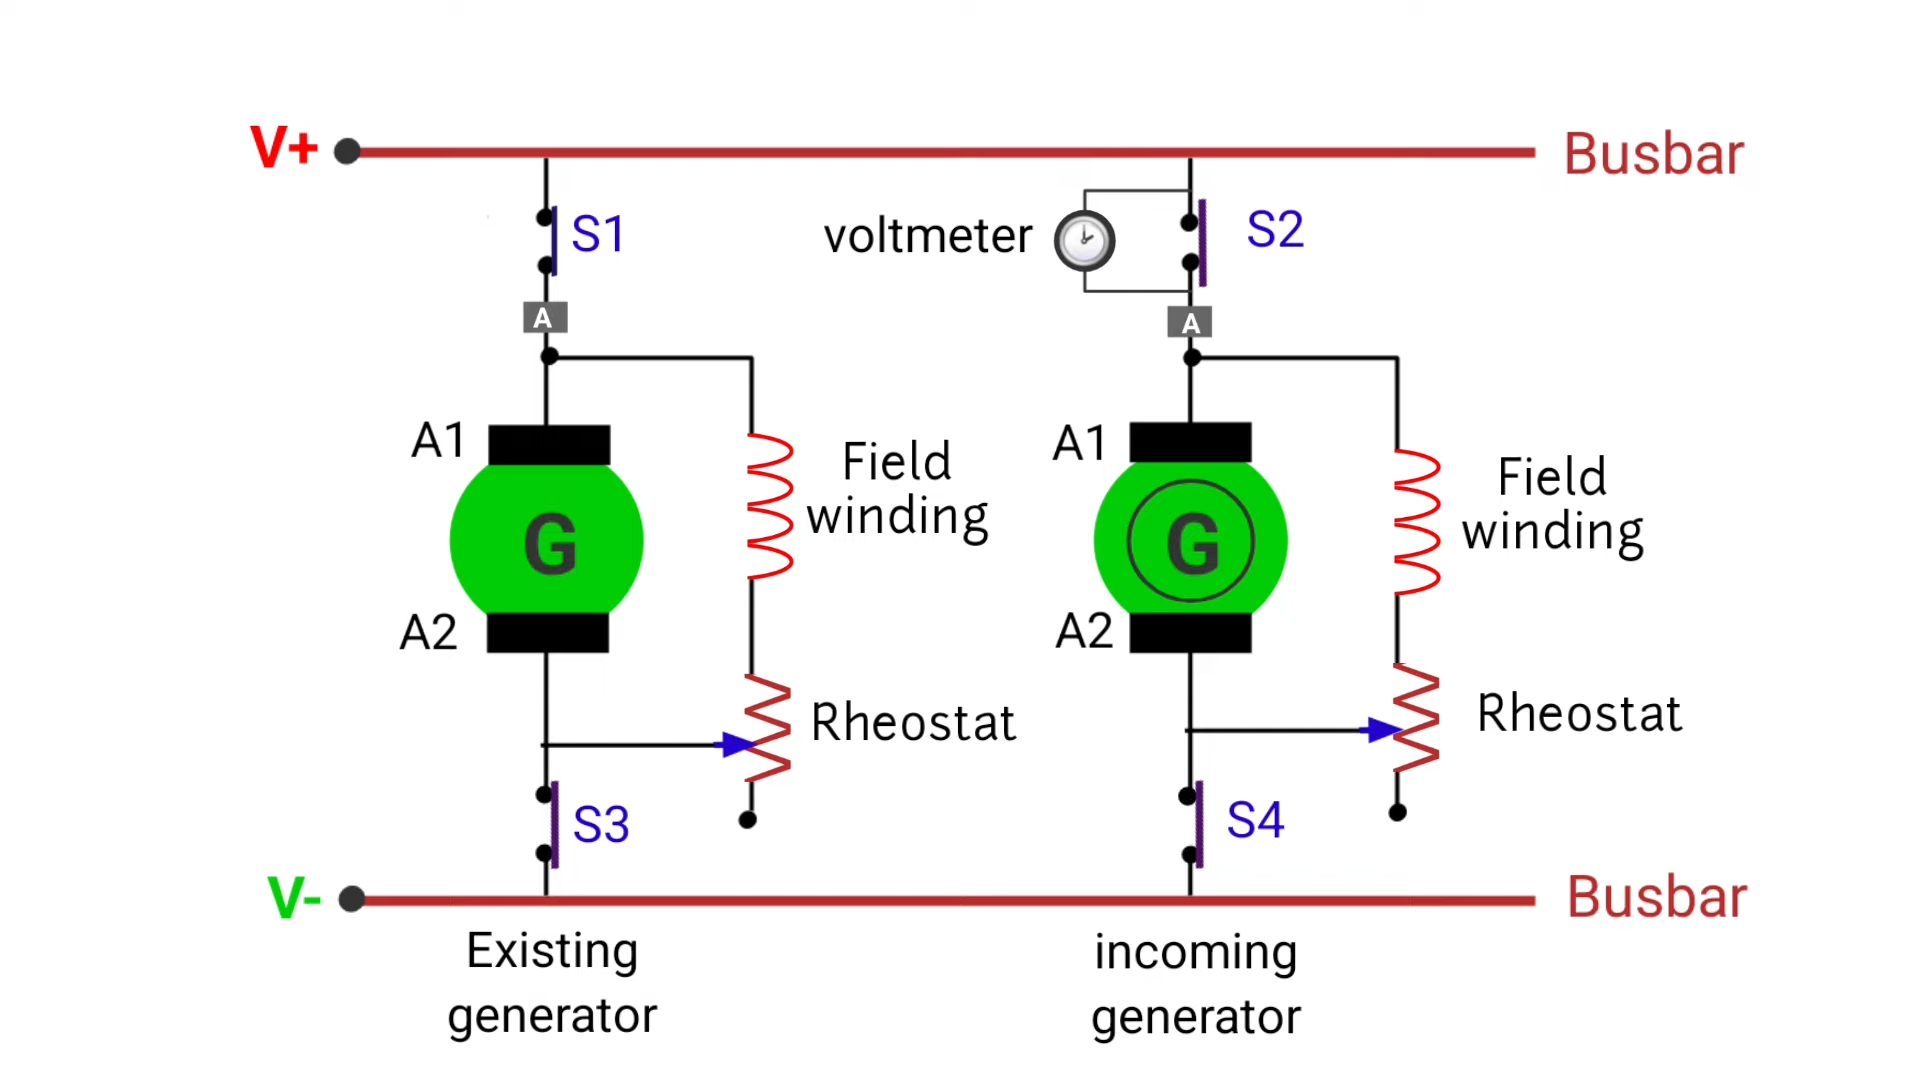 V+
Busbar
S1
voltmeter
S2
A
A
A1
Field
winding
A1
Field
winding
G
G
A2
A2
Rheostat
Rheostat
S3
S4
V-
Busbar
Existing
generator
incoming
generator